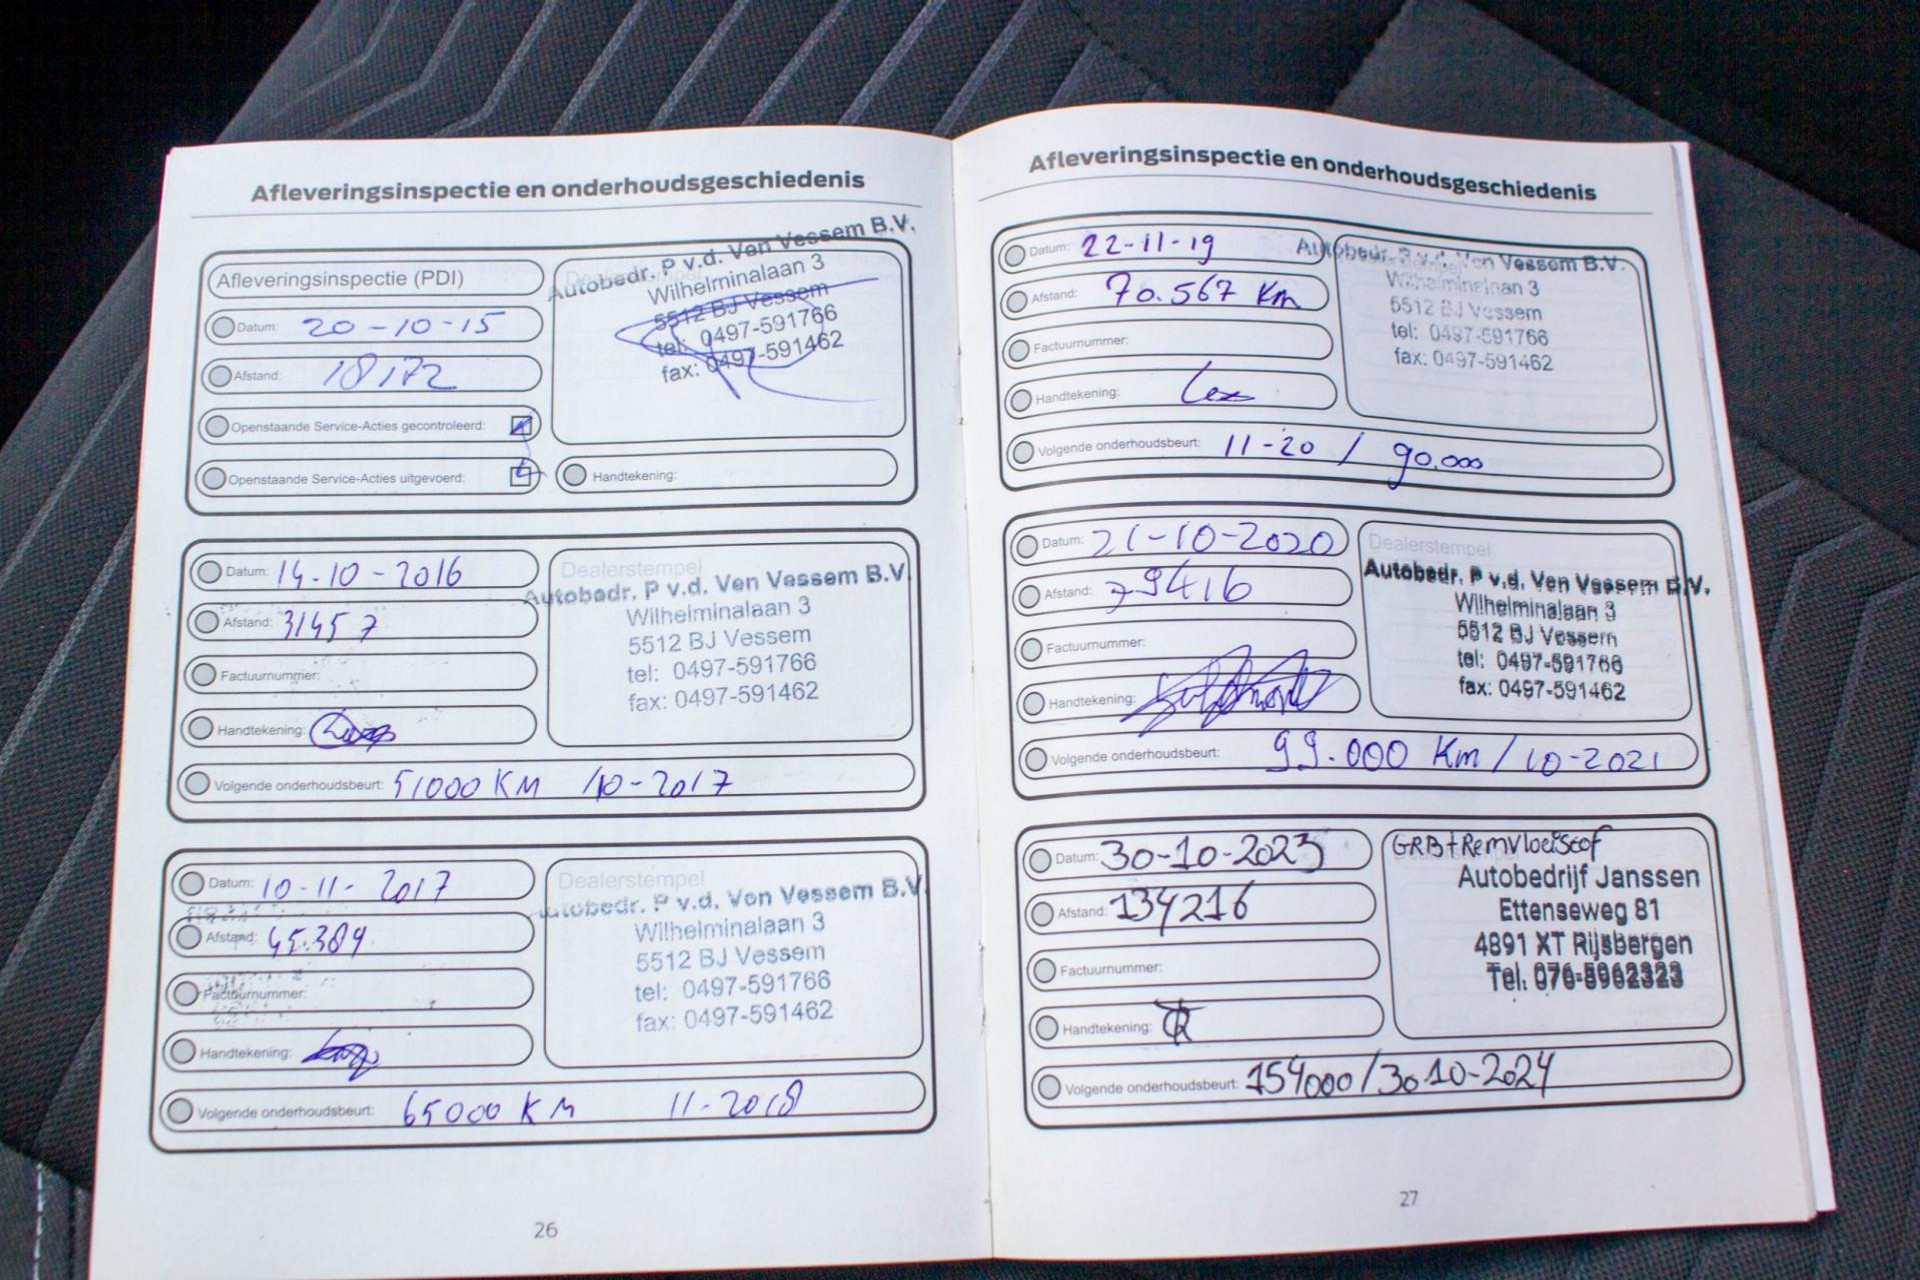 Afleveringsinspectie en onderhoudsgeschiedenis
Afleveringsinspectie (PDI)
Datum: 20-10-15
Afstand: 18172
Openstaande Service-Acties gecontroleerd:
Openstaande Service-Acties uitgevoerd:
Autobedr. P v.d. Ven Vessem B.V.
Wilhelminalaan 3
5512 BJ Vessem
tel: 0497-591766
fax: 0497-591462
Handtekening:
Datum: 14-10-2016
Afstand: 31457
Factuurnummer:
Handtekening:
Dealerstempel
Autobedr. P v.d. Ven Vessem B.V.
Wilhelminalaan 3
5512 BJ Vessem
tel: 0497-591766
fax: 0497-591462
Volgende onderhoudsbeurt: 51000 KM /10-2017
Datum: 10-11-2017
Afstand: 45.384
Factuurnummer:
Handtekening:
Dealerstempel
Autobedr. P v.d. Ven Vessem B.V.
Wilhelminalaan 3
5512 BJ Vessem
tel: 0497-591766
fax: 0497-591462
Volgende onderhoudsbeurt: 65000 KM 11-2018
26
Afleveringsinspectie en onderhoudsgeschiedenis
Datum: 22-11-19
Afstand: 70.567 Km
Factuurnummer:
Handtekening:
Autobedr. P v.d. Ven Vessem B.V.
Wilhelminalaan 3
5512 BJ Vessem
tel: 0497-591766
fax: 0497-591462
Volgende onderhoudsbeurt: 11-20 / 90.000
Datum: 21-10-2020
Afstand: 79416
Factuurnummer:
Handtekening:
Dealerstempel
Autobedr. P v.d. Ven Vessem B.V.
Wilhelminalaan 3
5512 BJ Vessem
tel: 0497-591766
fax: 0497-591462
Volgende onderhoudsbeurt: 99.000 Km / 10-2021
Datum: 30-10-2023
Afstand: 134216
Factuurnummer:
Handtekening:
GRB+Remvloeistof
Autobedrijf Janssen
Ettenseweg 81
4891 XT Rijsbergen
Tel. 076-5962323
Volgende onderhoudsbeurt: 154000/30 10-2024
27